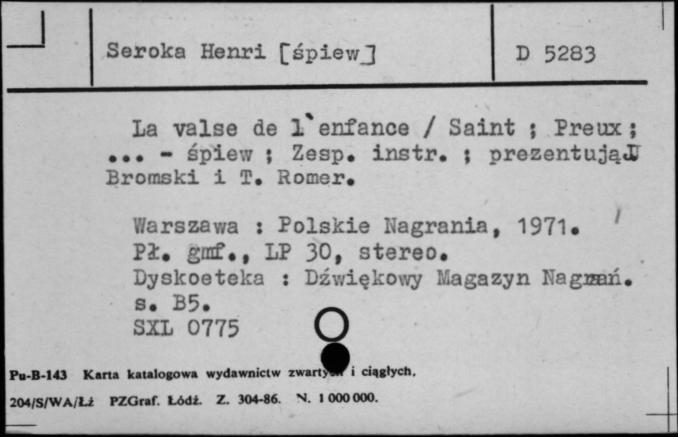 Seroka Henri [śpiew]
D 5283
La valse de l'enfance / Saint ; Preux ;
... - śpiew ; Zesp. instr. ; prezentują J
Bromski i T. Romer.
Warszawa : Polskie Nagrania, 1971.
Pł. gmf., LP 30, stereo.
Dyskoeteka : Dźwiękowy Magazyn Nagrań.
s. B5.
SXL 0775
Pu-B-143 Karta katalogowa wydawnictw zwartych i ciągłych,
204/S/WA/Łż PZGraf. Łódź. Z. 304-86. N. 1 000 000.